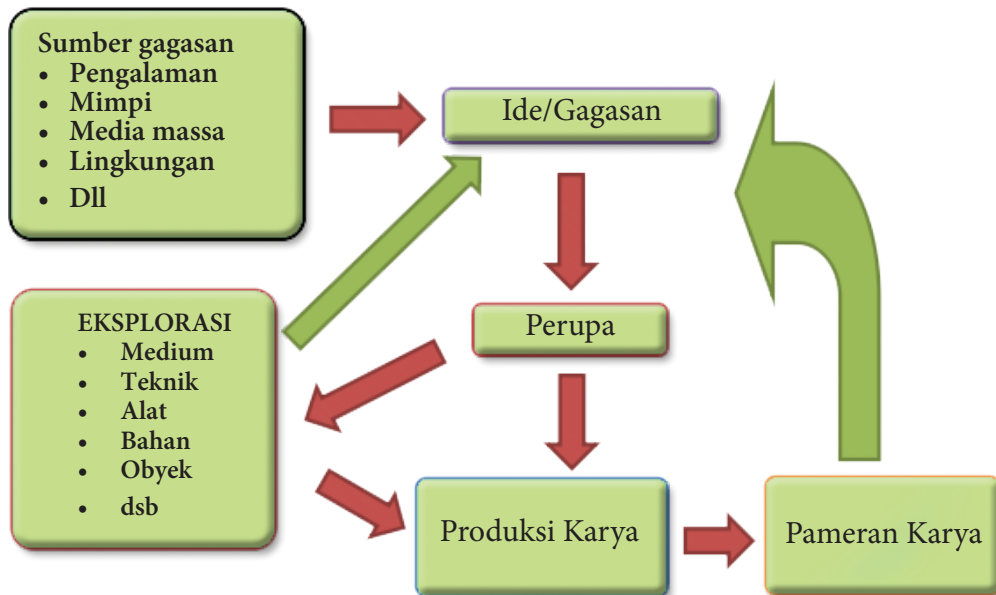 Sumber gagasan
• Pengalaman
• Mimpi
• Media massa
• Lingkungan
• Dll
Ide/Gagasan
Perupa
EKSPLORASI
• Medium
• Teknik
• Alat
• Bahan
• Obyek
• dsb
Produksi Karya
Pameran Karya